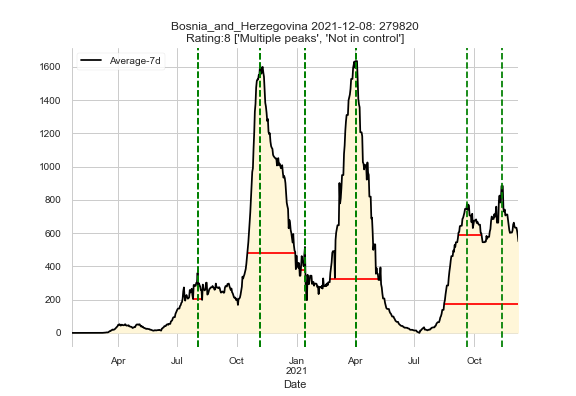 Bosnia_and_Herzegovina 2021-12-08: 279820
Rating:8 ['Multiple peaks', 'Not in control']
Average-7d
1600
1400
1200
1000
800
600
400
200
0
Apr Jul Oct Jan Apr Jul Oct
2021
Date